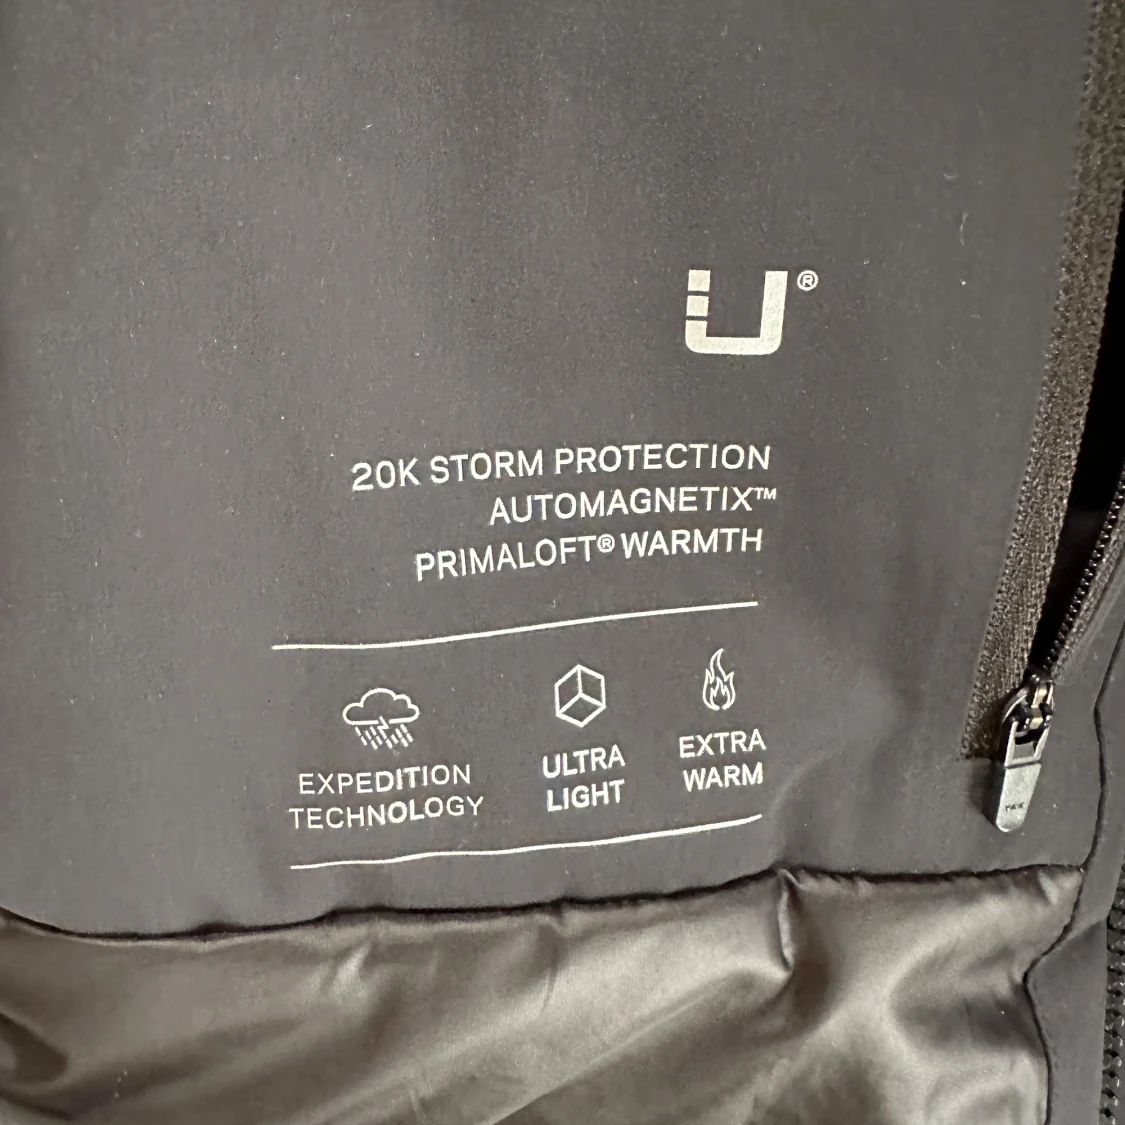 U®
20K STORM PROTECTION
AUTOMAGNETIX™
PRIMALOFT® WARMTH
EXPEDITION
TECHNOLOGY
ULTRA
LIGHT
EXTRA
WARM